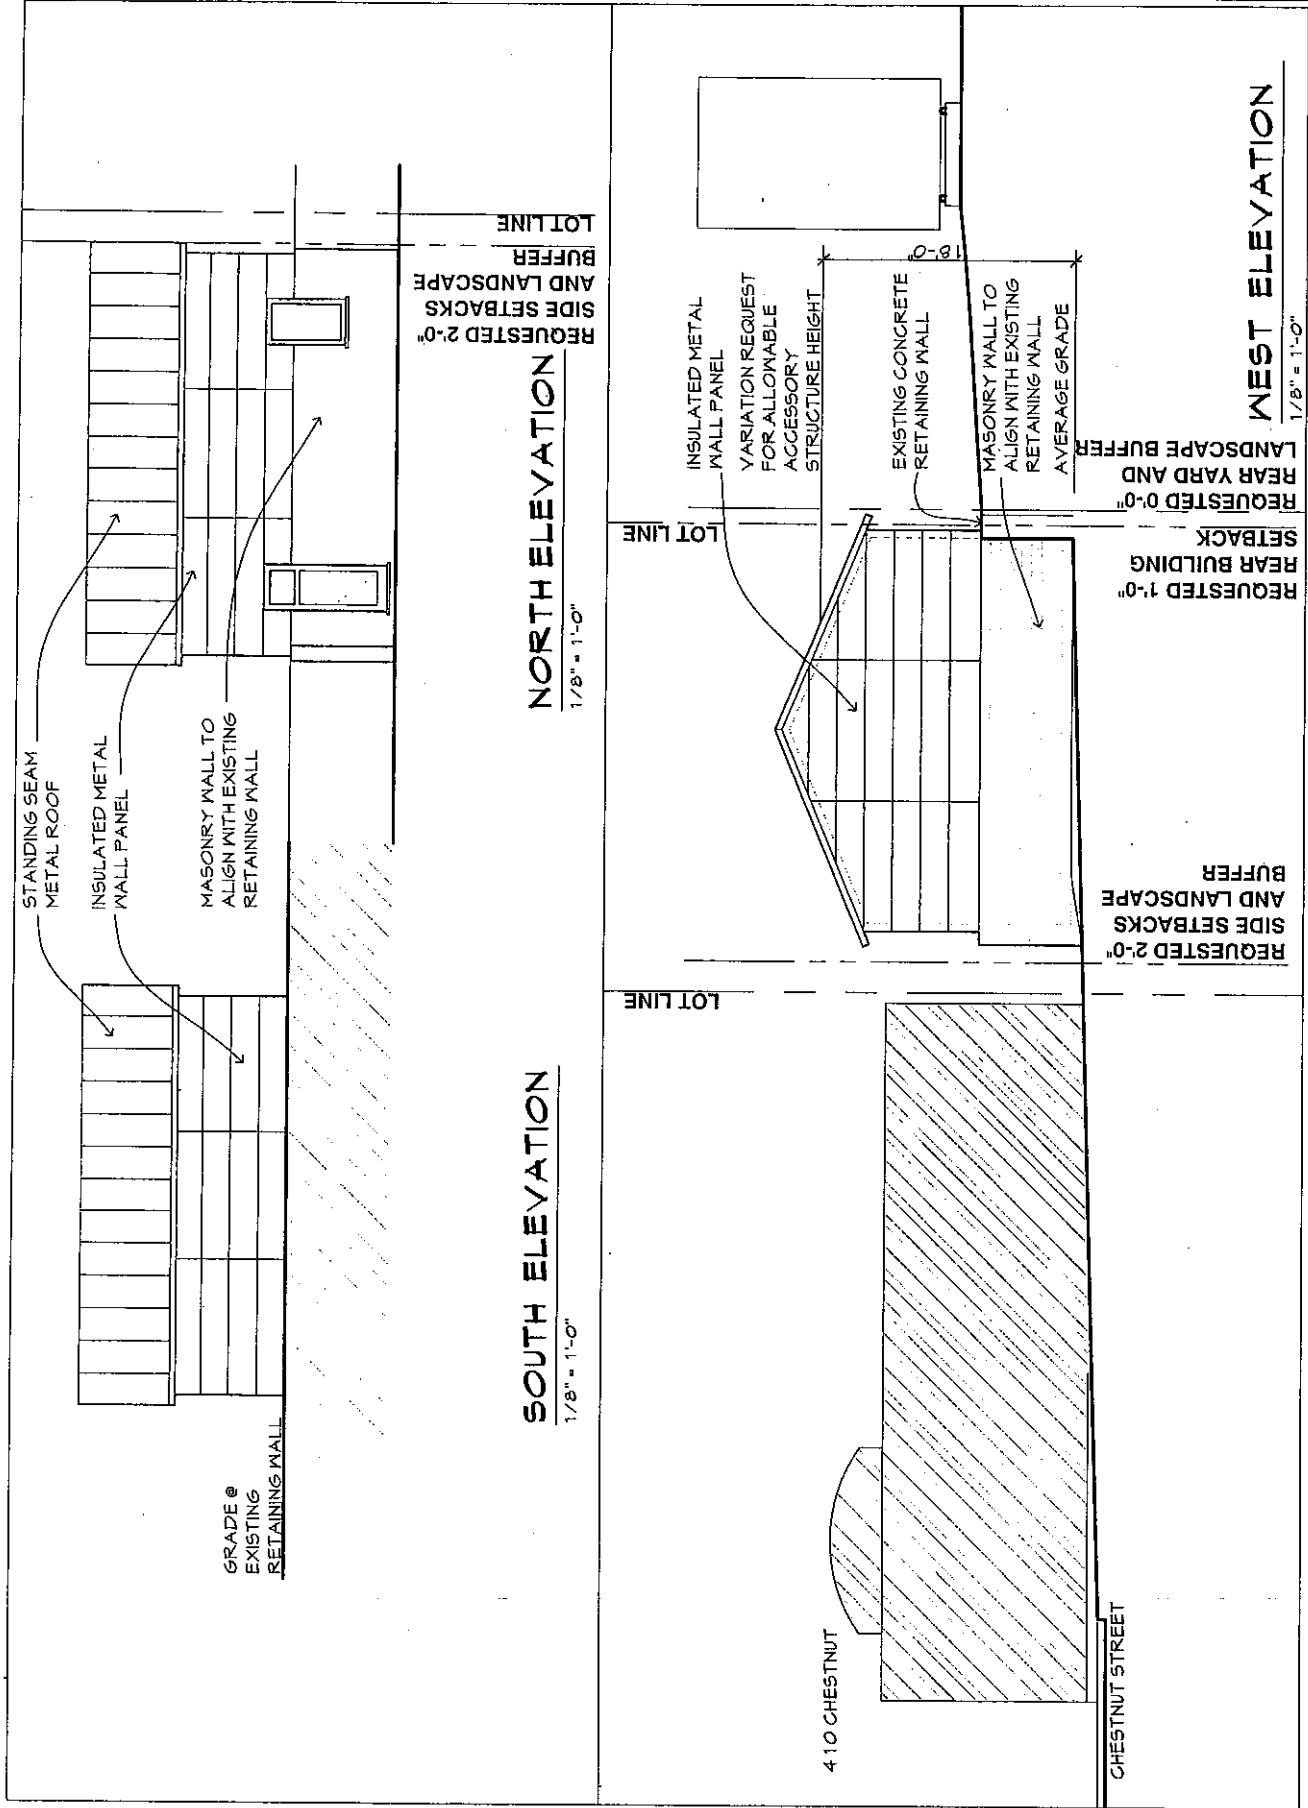 STANDING SEAM
METAL ROOF
INSULATED METAL
WALL PANEL
MASONRY WALL TO
ALIGN WITH EXISTING
RETAINING WALL
GRADE @
EXISTING
RETAINING WALL
SOUTH ELEVATION
1/8" = 1'-0"
NORTH ELEVATION
1/8" = 1'-0"
REQUESTED 2'-0"
SIDE SETBACKS
AND LANDSCAPE
BUFFER
LOT LINE
410 CHESTNUT
CHESTNUT STREET
LOT LINE
REQUESTED 2'-0"
SIDE SETBACKS
AND LANDSCAPE
BUFFER
LOT LINE
REQUESTED 1'-0"
REAR BUILDING
SETBACK
REQUESTED 0'-0"
REAR YARD AND
LANDSCAPE BUFFER
INSULATED METAL
WALL PANEL
VARIATION REQUEST
FOR ALLOWABLE
ACCESSORY
STRUCTURE HEIGHT
EXISTING CONCRETE
RETAINING WALL
MASONRY WALL TO
ALIGN WITH EXISTING
RETAINING WALL
AVERAGE GRADE
18'-0"
WEST ELEVATION
1/8" = 1'-0"